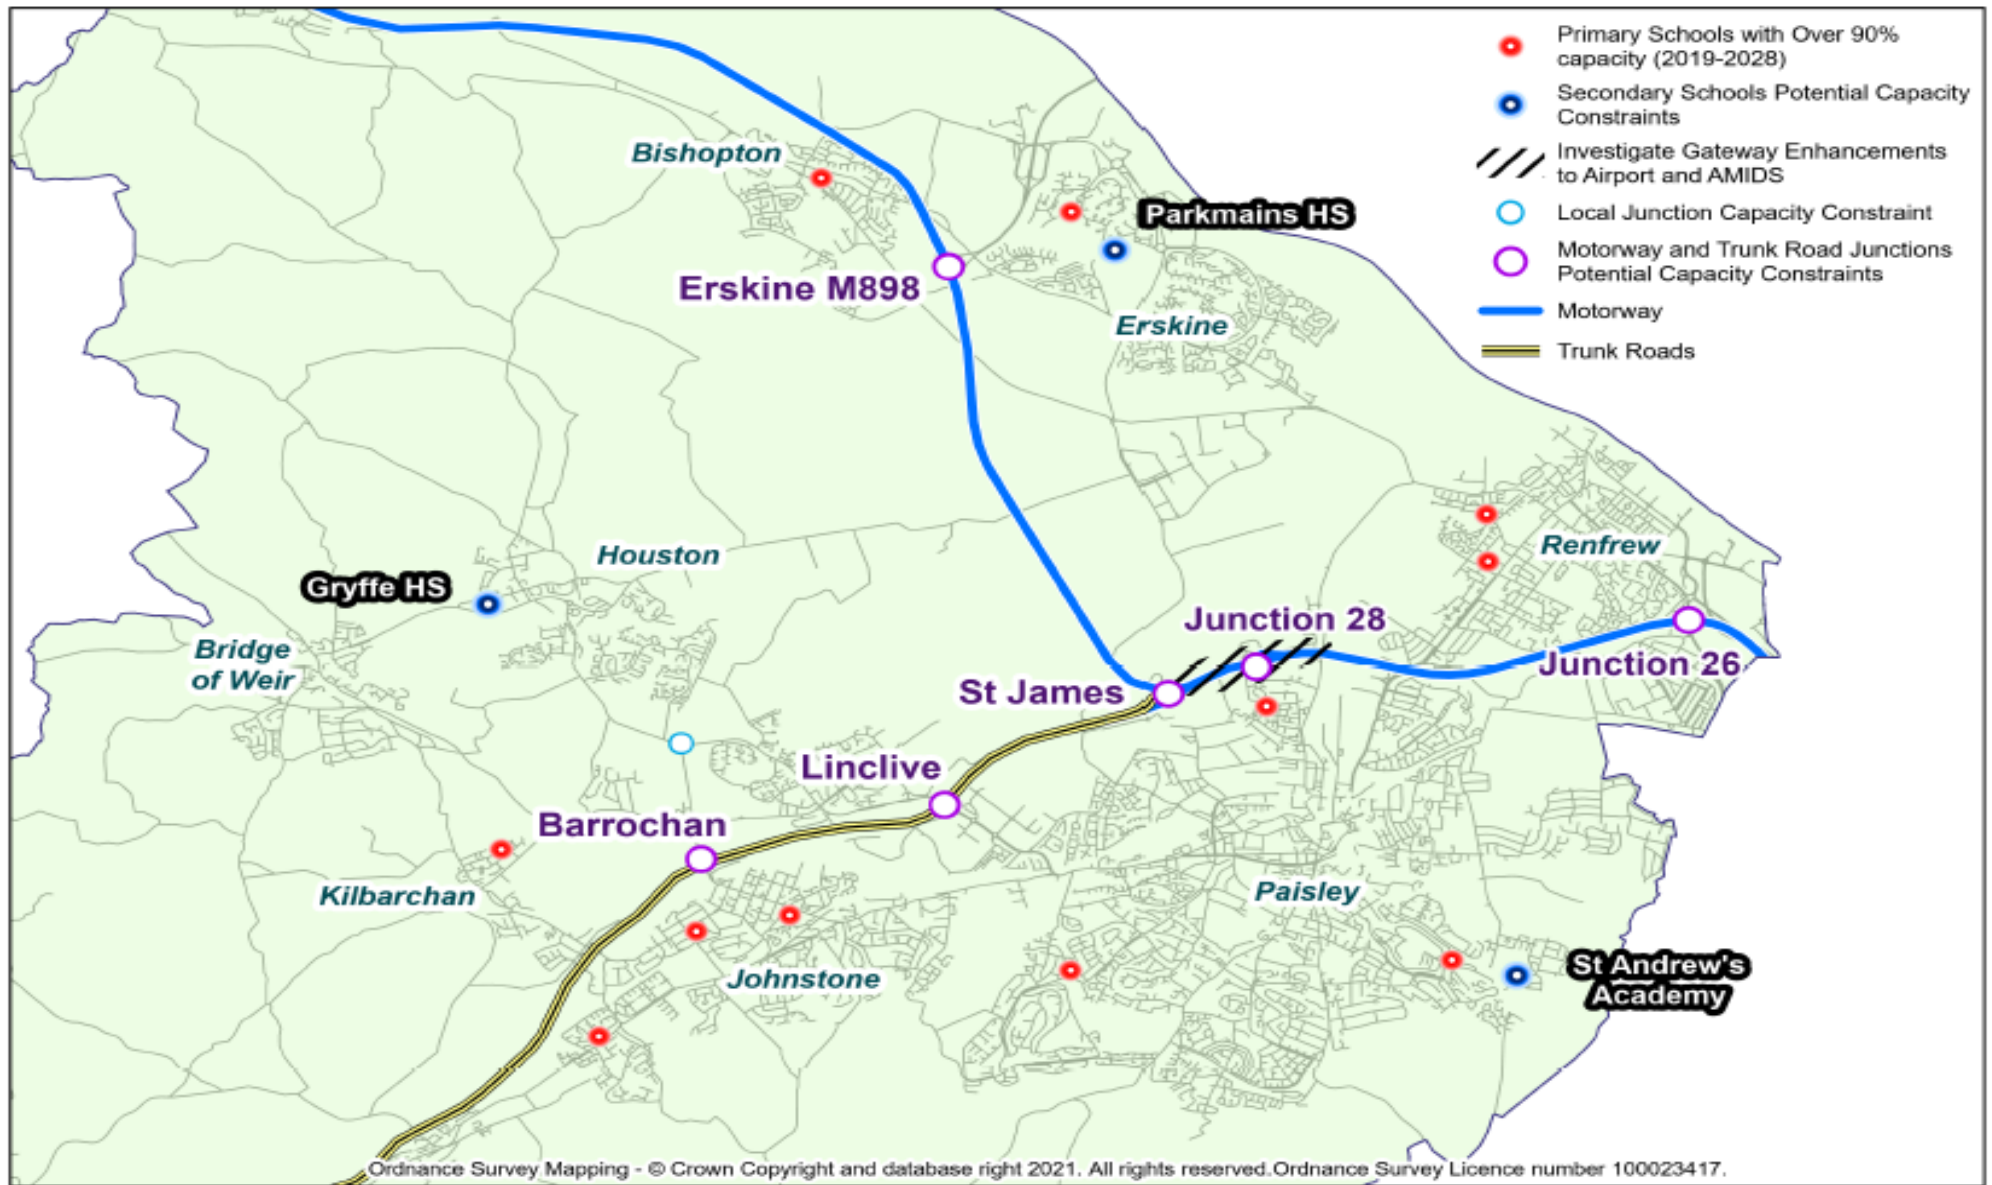 Primary Schools with Over 90%
capacity (2019-2028)
Secondary Schools Potential Capacity
Constraints
Investigate Gateway Enhancements
to Airport and AMIDS
Local Junction Capacity Constraint
Motorway and Trunk Road Junctions
Potential Capacity Constraints
Motorway
Trunk Roads
Bishopton
Parkmains HS
Erskine M898
Erskine
Houston
Renfrew
Gryffe HS
Junction 28
Bridge
of Weir
Junction 26
St James
Linclive
Barrochan
Kilbarchan
Paisley
Johnstone
St Andrew's
Academy
Ordnance Survey Mapping - © Crown Copyright and database right 2021. All rights reserved.Ordnance Survey Licence number 100023417.